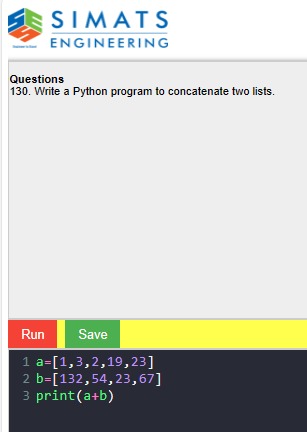 SIMATS
ENGINEERING
Questions
130. Write a Python program to concatenate two lists.
Run Save
1 a=[1,3,2,19,23]
2 b=[132,54,23,67]
3 print(a+b)